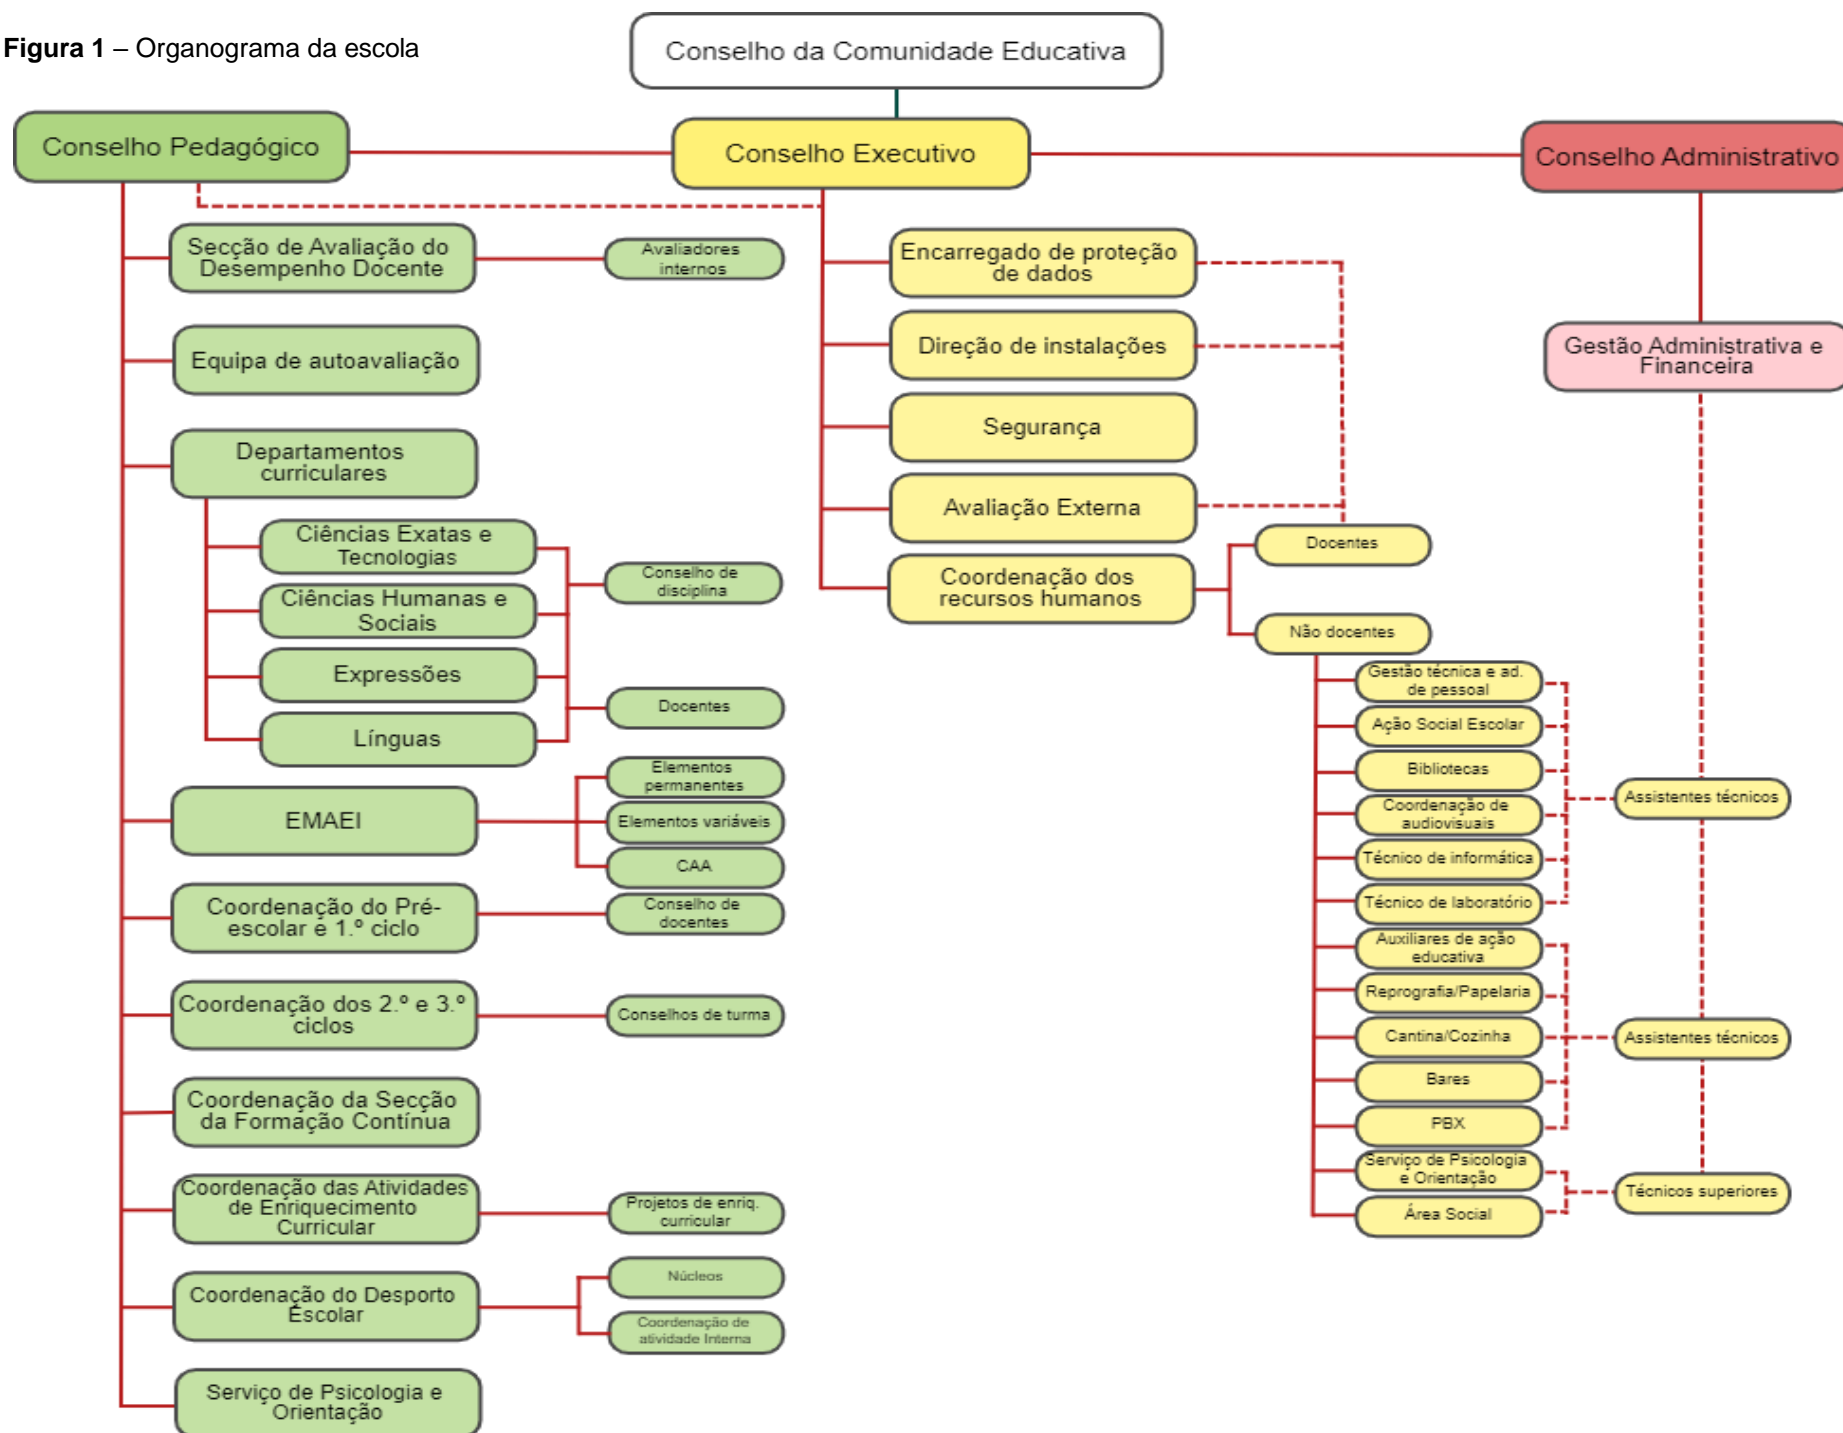 Figura 1 – Organograma da escola
Conselho da Comunidade Educativa
Conselho Pedagógico
Conselho Executivo
Conselho Administrativo
Secção de Avaliação do
Desempenho Docente
Avaliadores
internos
Equipa de autoavaliação
Departamentos
curriculares
Ciências Exatas e
Tecnologias
Ciências Humanas e
Sociais
Expressões
Línguas
Conselho de
disciplina
Docentes
EMAEI
Elementos
permanentes
Elementos variáveis
CAA
Coordenação do Pré-
escolar e 1.º ciclo
Conselho de
docentes
Coordenação dos 2.º e 3.º
ciclos
Conselhos de turma
Coordenação da Secção
da Formação Contínua
Coordenação das Atividades
de Enriquecimento
Curricular
Projetos de enriq.
curricular
Coordenação do Desporto
Escolar
Núcleos
Coordenação de
atividade Interna
Serviço de Psicologia e
Orientação
Encarregado de proteção
de dados
Direção de instalações
Segurança
Avaliação Externa
Coordenação dos
recursos humanos
Docentes
Não docentes
Gestão técnica e ad.
de pessoal
Ação Social Escolar
Bibliotecas
Coordenação de
audiovisuais
Técnico de informática
Técnico de laboratório
Auxiliares de ação
educativa
Reprografia/Papelaria
Cantina/Cozinha
Bares
PBX
Serviço de Psicologia
e Orientação
Área Social
Gestão Administrativa e
Financeira
Assistentes técnicos
Assistentes técnicos
Técnicos superiores